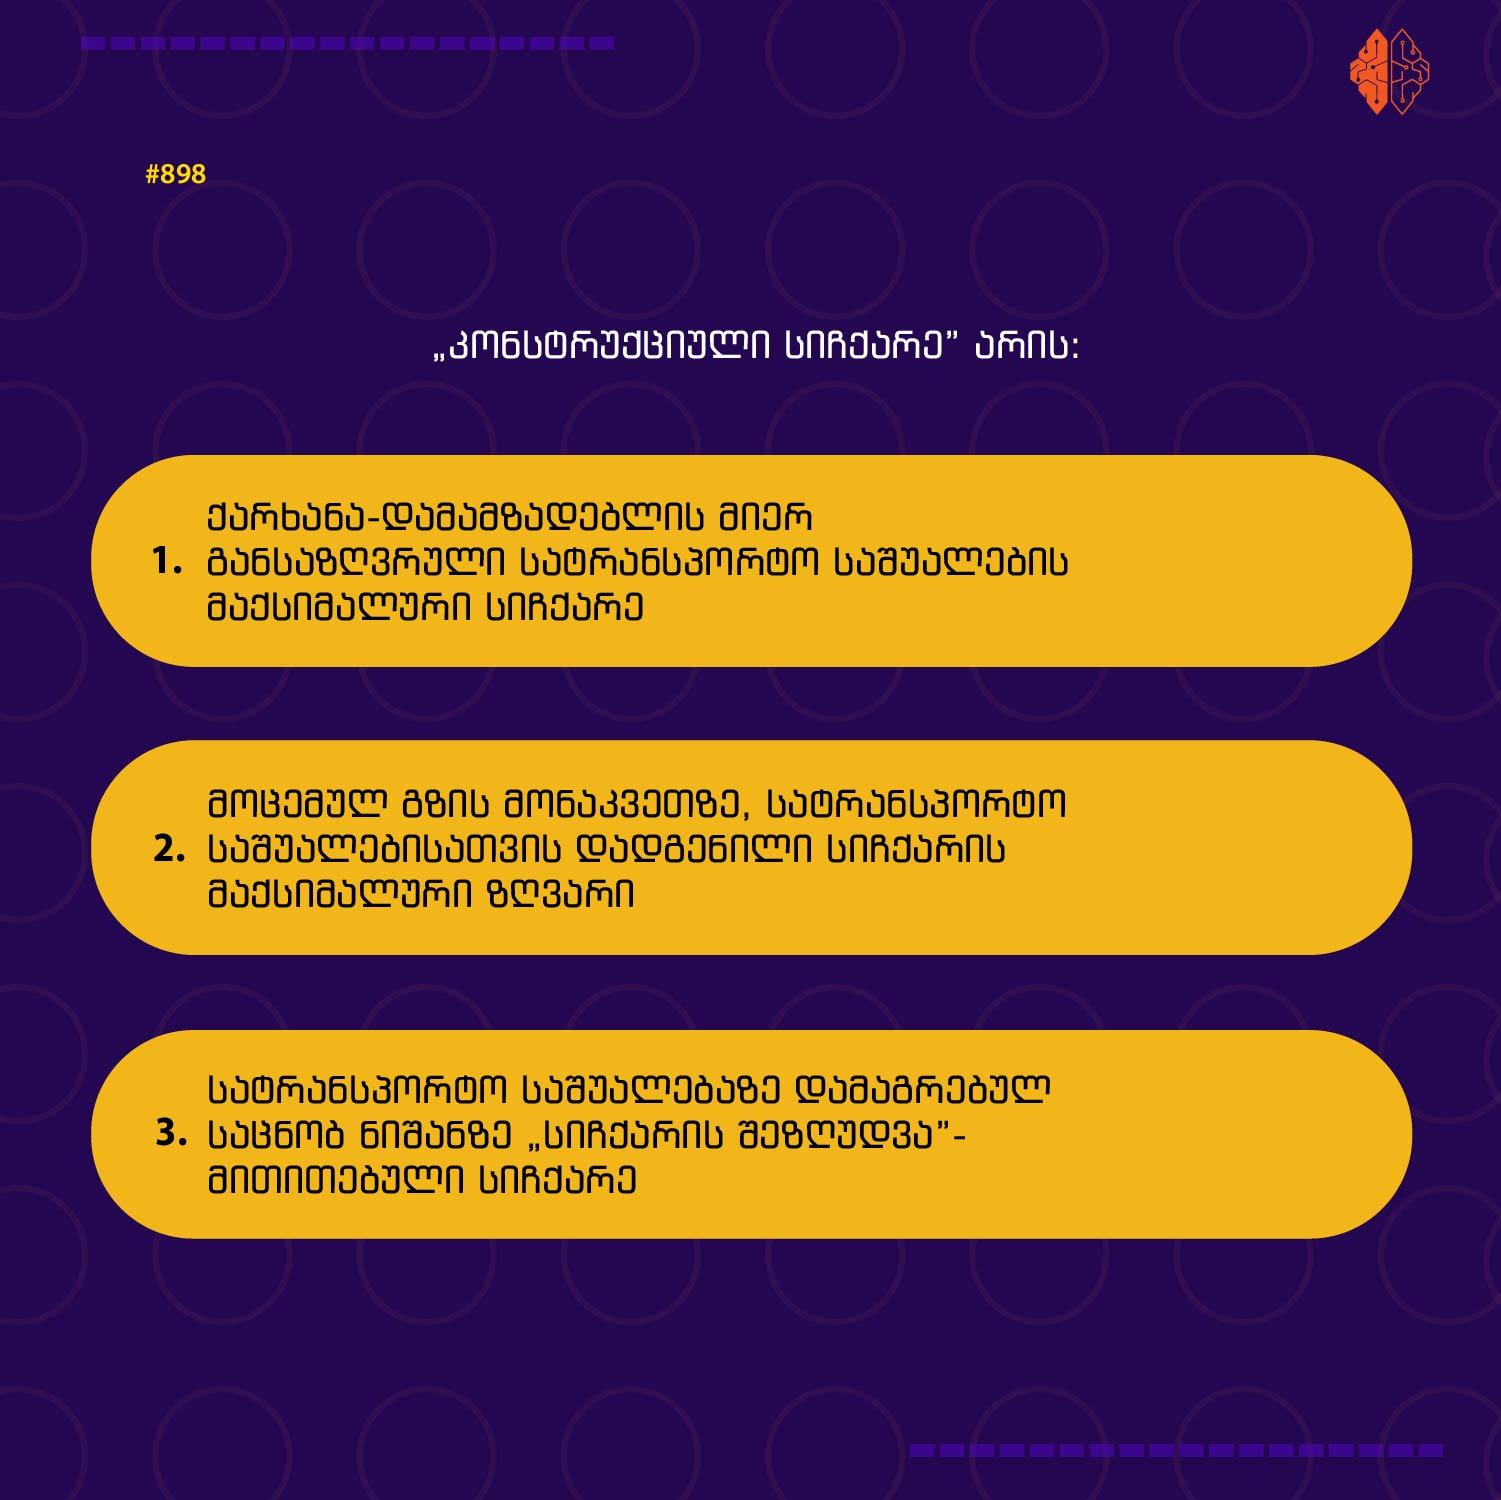 #898
„კონსტრუქციული სიჩქარე” არის:
ქარხანა-დამამზადებლის მიერ
1. განსაზღვრული სატრანსპორტო საშუალების
მაქსიმალური სიჩქარე
მოცემულ გზის მონაკვეთზე, სატრანსპორტო
2. საშუალებისათვის დადგენილი სიჩქარის
მაქსიმალური ზღვარი
სატრანსპორტო საშუალებაზე დამაგრებულ
3. საცნობ ნიშანზე „სიჩქარის შეზღუდვა”-
მითითებული სიჩქარე